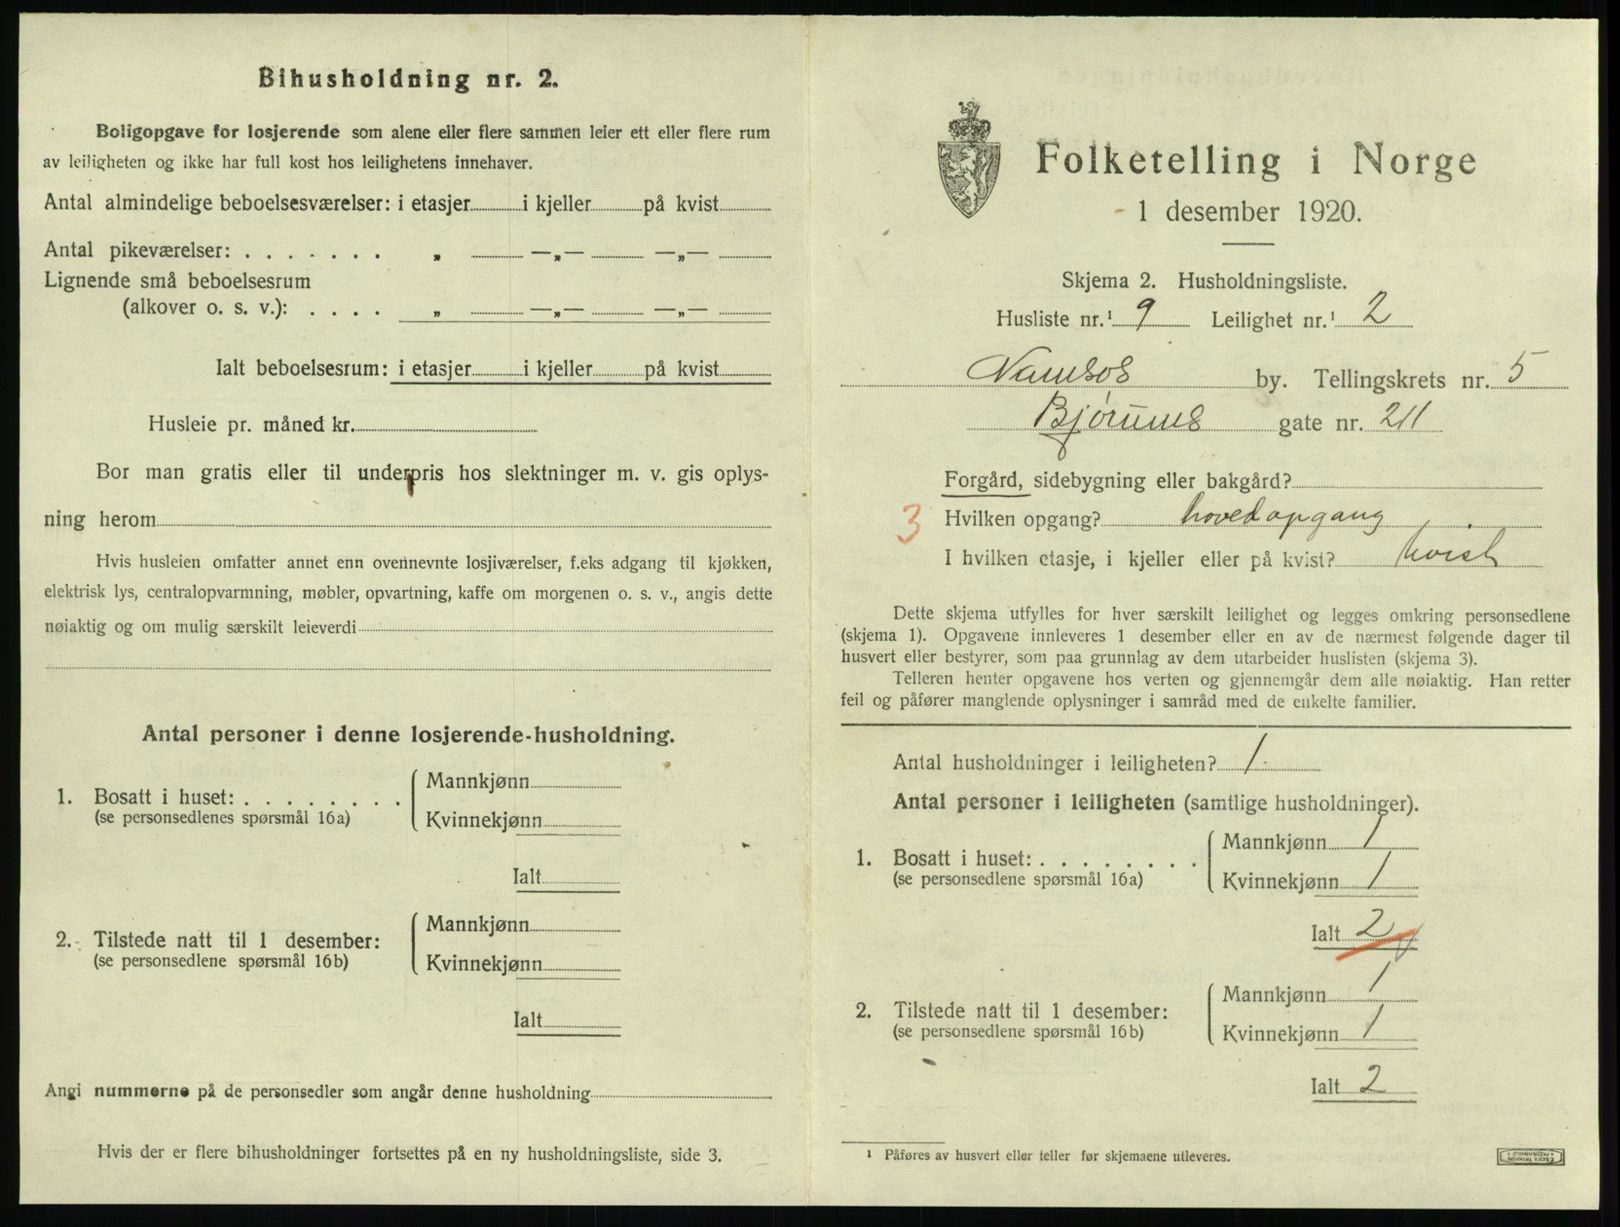 Bihusholdning nr. 2.
Boligopgave for losjerende som alene eller flere sammen leier ett eller flere rum
av leiligheten og ikke har full kost hos leilighetens innehaver.
Antal almindelige beboelsesværelser: i etasjer i kjeller på kvist
Antal pikeværelser: . . . . . . . „ —„— —„—
Lignende små beboelsesrum
(alkover o. s. v.): . . . . „ —„— —„—
Ialt beboelsesrum: i etasjer i kjeller på kvist
Husleie pr. måned kr.
Bor man gratis eller til underpris hos slektninger m. v. gis oplys-
ning herom
Hvis husleien omfatter annet enn ovennevnte losjiværelser, f.eks adgang til kjøkken,
elektrisk lys, centralopvarmning, møbler, opvartning, kaffe om morgenen o. s. v., angis dette
nøiaktig og om mulig særskilt leieverdi
Antal personer i denne losjerende-husholdning.
1. Bosatt i huset: . . . . . . . .
(se personsedlenes spørsmål 16a)
Mannkjønn
Kvinnekjønn
Ialt
2. Tilstede natt til 1 desember:
(se personsedlene spørsmål 16b)
Mannkjønn
Kvinnekjønn
Ialt
Angi nummerne på de personsedler som angår denne husholdning
Hvis der er flere bihusholdninger fortsettes på en ny husholdningsliste, side 3.
Folketelling i Norge
1 desember 1920.
Skjema 2. Husholdningsliste.
Husliste nr.¹ 9 Leilighet nr.¹ 2
Namsos by. Tellingskrets nr. 5
Bjørums gate nr. 211
Forgård, sidebygning eller bakgård?
3 Hvilken opgang? hovedopgang
I hvilken etasje, i kjeller eller på kvist? kvist
Dette skjema utfylles for hver særskilt leilighet og legges omkring personsedlene
(skjema 1). Opgavene innleveres 1 desember eller en av de nærmest følgende dager til
husvert eller bestyrer, som paa grunnlag av dem utarbeider huslisten (skjema 3).
Telleren henter opgavene hos verten og gjennemgår dem alle nøiaktig. Han retter
feil og påfører manglende oplysninger i samråd med de enkelte familier.
Antal husholdninger i leiligheten? 1.
Antal personer i leiligheten (samtlige husholdninger).
1. Bosatt i huset: . . . . . . . .
(se personsedlene spørsmål 16a)
Mannkjønn 1
Kvinnekjønn 1
Ialt 2
2. Tilstede natt til 1 desember:
(se personsedlene spørsmål 16b)
Mannkjønn 1
Kvinnekjønn 1
Ialt 2
¹ Påføres av husvert eller teller før skjemaene utleveres.